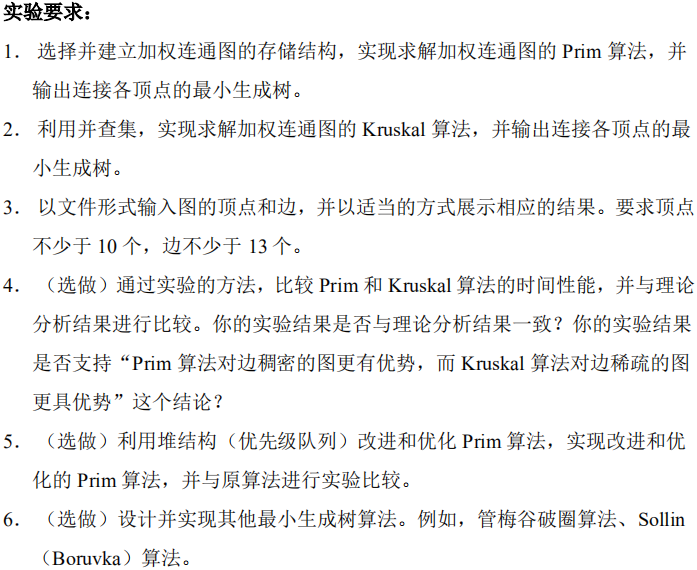 实验要求：
1． 选择并建立加权连通图的存储结构，实现求解加权连通图的 Prim 算法，并
输出连接各顶点的最小生成树。
2． 利用并查集，实现求解加权连通图的 Kruskal 算法，并输出连接各顶点的最
小生成树。
3． 以文件形式输入图的顶点和边，并以适当的方式展示相应的结果。要求顶点
不少于 10 个，边不少于 13 个。
4． （选做）通过实验的方法，比较 Prim 和 Kruskal 算法的时间性能，并与理论
分析结果进行比较。你的实验结果是否与理论分析结果一致？你的实验结果
是否支持“Prim 算法对边稠密的图更有优势，而 Kruskal 算法对边稀疏的图
更具优势”这个结论？
5． （选做）利用堆结构（优先级队列）改进和优化 Prim 算法，实现改进和优
化的 Prim 算法，并与原算法进行实验比较。
6． （选做）设计并实现其他最小生成树算法。例如，管梅谷破圈算法、Sollin
（Boruvka）算法。